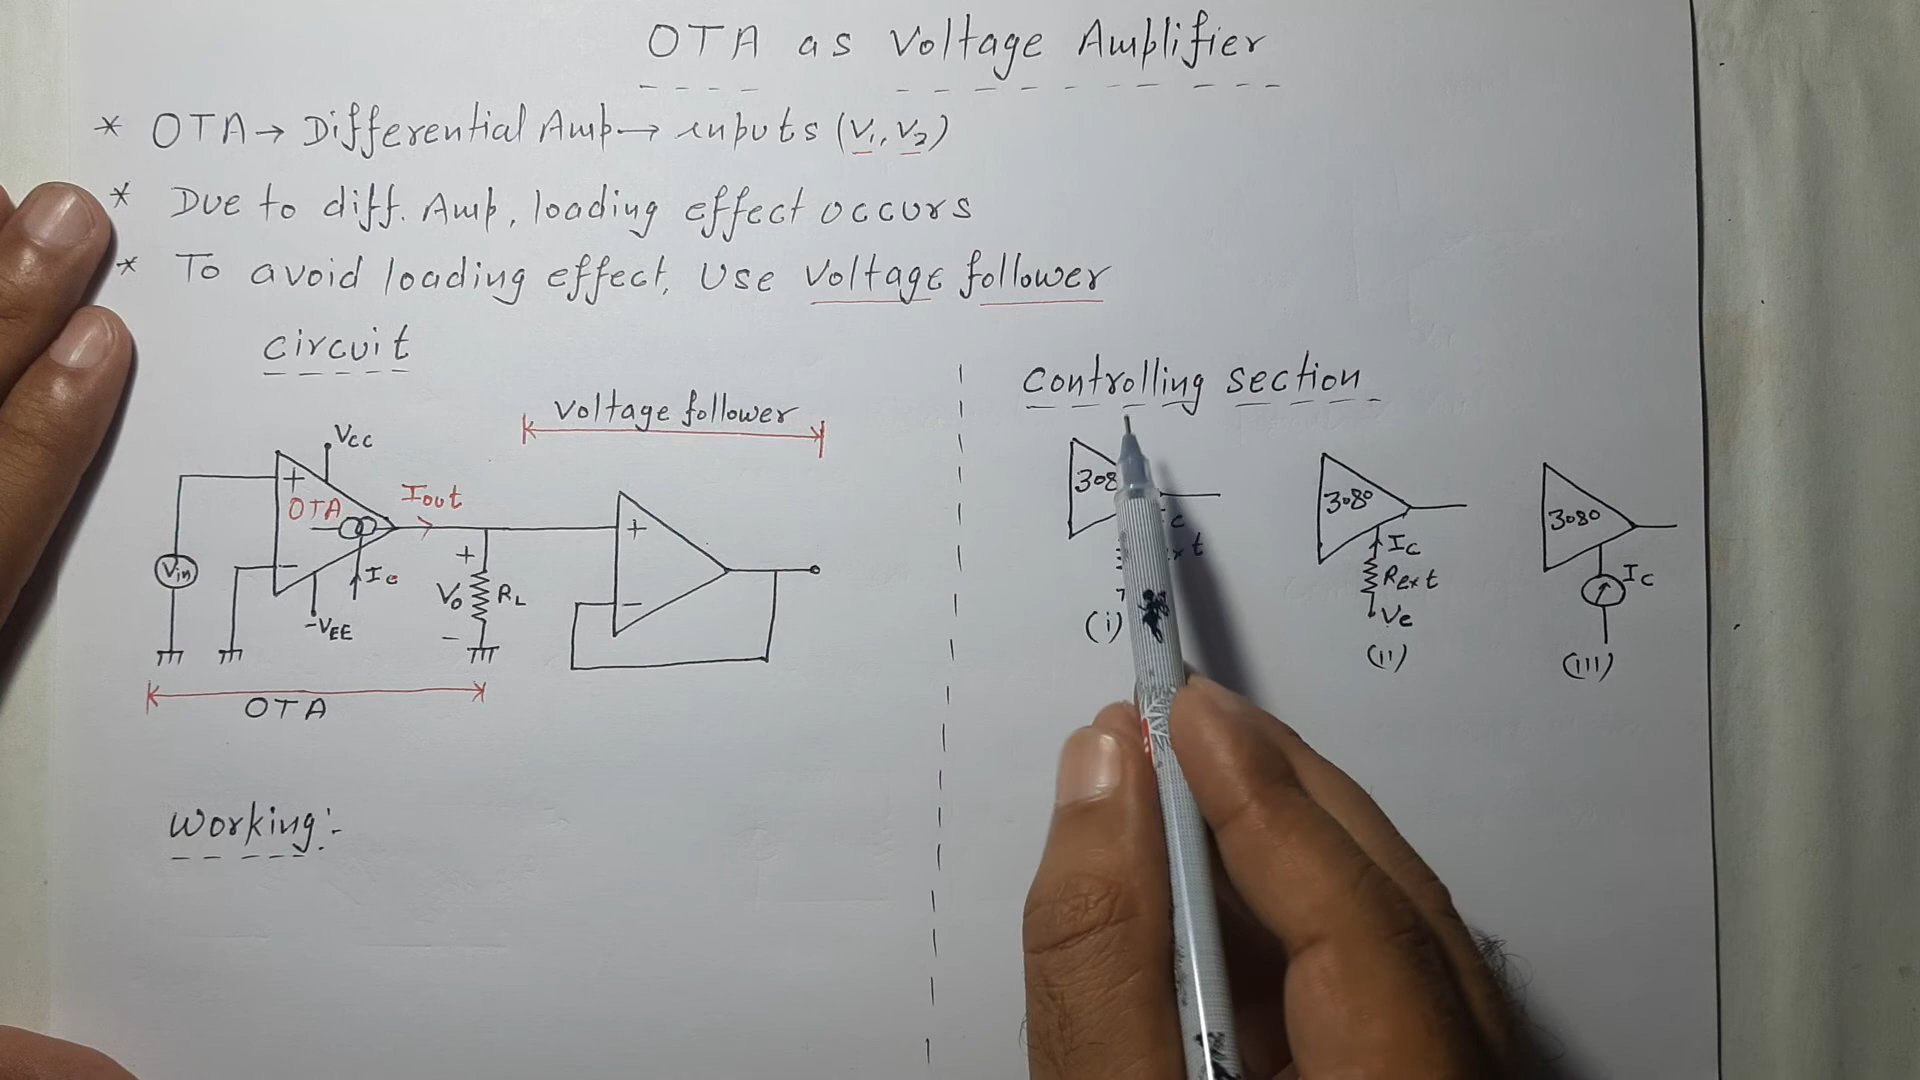 OTA as Voltage Amplifier
* OTA → Differential Amp → inputs (V1, V2)
* Due to diff. Amp, loading effect occurs
* To avoid loading effect, Use Voltage follower
circuit
Voltage follower
Vcc
+
OTA
Iout
-
Ic
-VEE
Vin
+
Vo
RL
-
+
-
OTA
Working:-
Controlling section
308
(i)
3080
Ic
Rext
Vc
(ii)
3080
Ic
(iii)